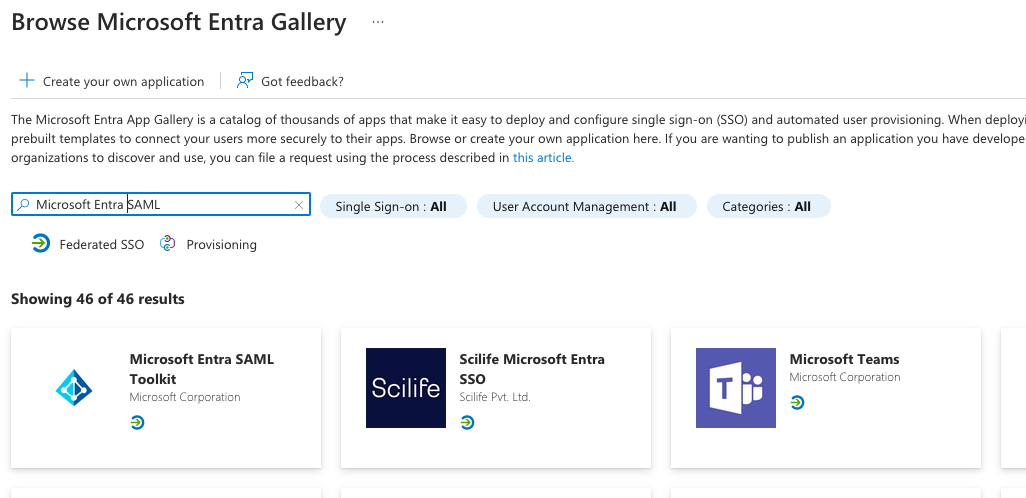 Browse Microsoft Entra Gallery ...
Create your own application
Got feedback?
The Microsoft Entra App Gallery is a catalog of thousands of apps that make it easy to deploy and configure single sign-on (SSO) and automated user provisioning. When deployi
prebuilt templates to connect your users more securely to their apps. Browse or create your own application here. If you are wanting to publish an application you have develope
organizations to discover and use, you can file a request using the process described in this article.
Microsoft Entra SAML
Single Sign-on : All
User Account Management : All
Categories : All
Federated SSO
Provisioning
Showing 46 of 46 results
Microsoft Entra SAML
Toolkit
Microsoft Corporation
Scilife
Scilife Microsoft Entra
SSO
Scilife Pvt. Ltd.
T
Microsoft Teams
Microsoft Corporation